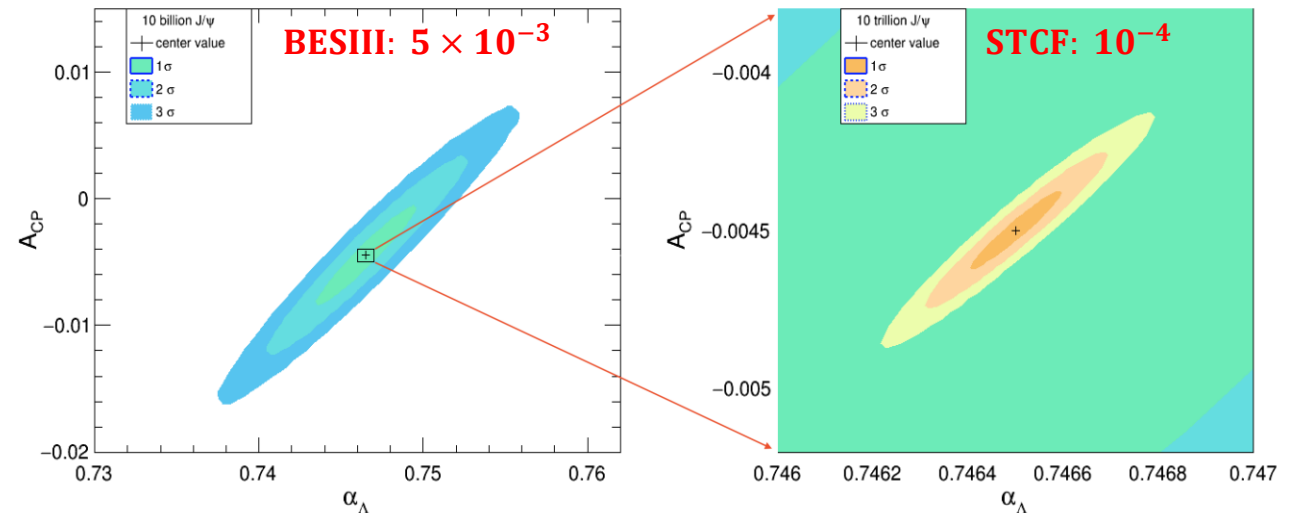 10 billion J/ψ
center value
1σ
2 σ
3 σ
BESIII: 5 × 10⁻³
0.01
0
−0.01
−0.02
A_CP
0.73
0.74
0.75
0.76
α_Λ
10 trillion J/ψ
center value
1σ
2 σ
3 σ
STCF: 10⁻⁴
−0.004
−0.0045
−0.005
A_CP
0.746
0.7462
0.7464
0.7466
0.7468
0.747
α_Λ